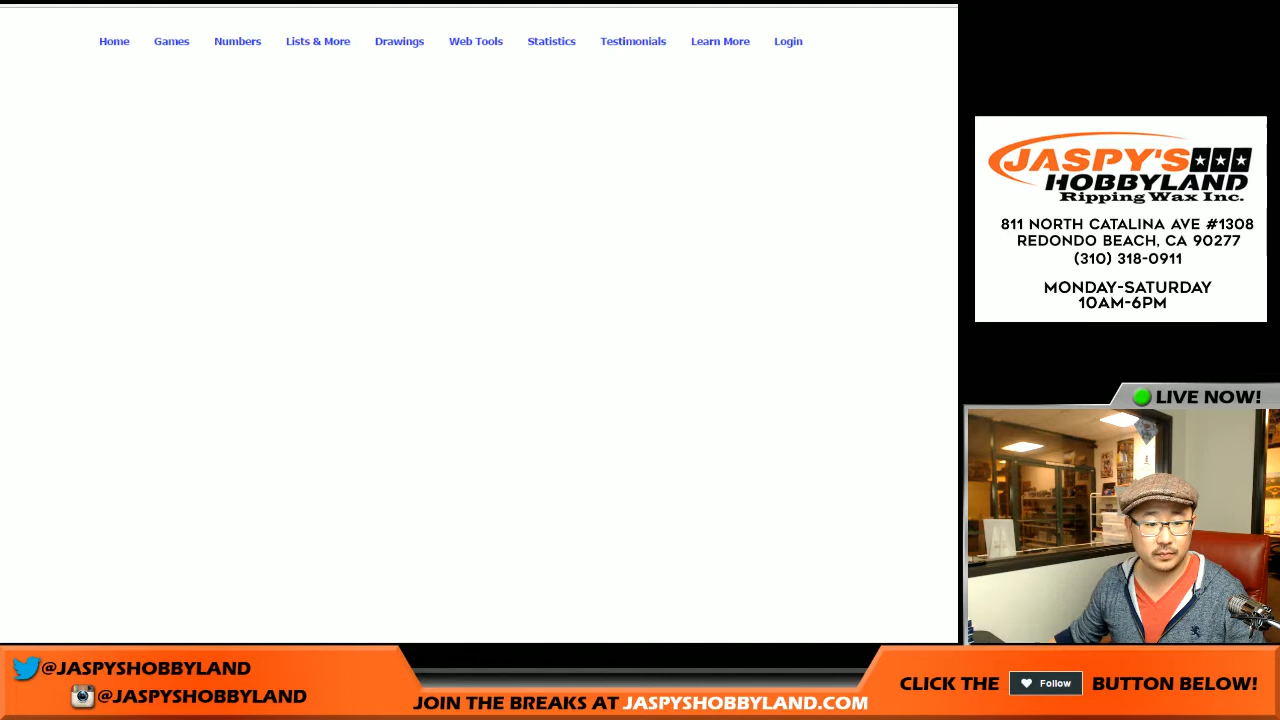 Home Games Numbers Lists & More Drawings Web Tools Statistics Testimonials Learn More Login
JASPY'S
HOBBYLAND
Ripping Wax Inc.
811 NORTH CATALINA AVE #1308
REDONDO BEACH, CA 90277
(310) 318-0911
MONDAY-SATURDAY
10AM-6PM
LIVE NOW!
@JASPYSHOBBYLAND
@JASPYSHOBBYLAND
JOIN THE BREAKS AT JASPYSHOBBYLAND.COM
CLICK THE Follow BUTTON BELOW!